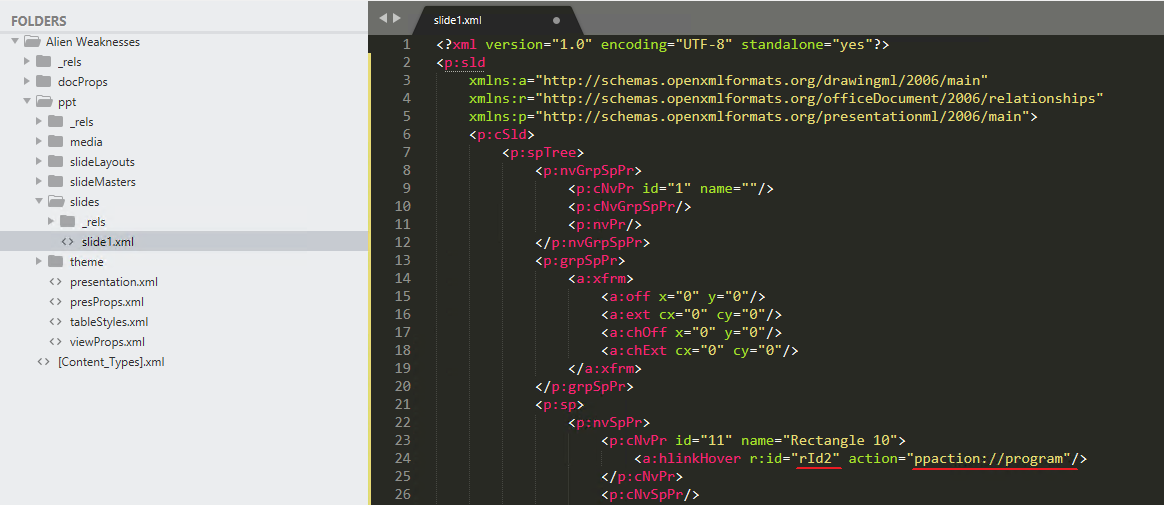 FOLDERS
Alien Weaknesses
_rels
docProps
ppt
_rels
media
slideLayouts
slideMasters
slides
_rels
slide1.xml
theme
presentation.xml
presProps.xml
tableStyles.xml
viewProps.xml
[Content_Types].xml
slide1.xml
1 <?xml version="1.0" encoding="UTF-8" standalone="yes"?>
2 <p:sld
3 xmlns:a="http://schemas.openxmlformats.org/drawingml/2006/main"
4 xmlns:r="http://schemas.openxmlformats.org/officeDocument/2006/relationships"
5 xmlns:p="http://schemas.openxmlformats.org/presentationml/2006/main">
6 <p:cSld>
7 <p:spTree>
8 <p:nvGrpSpPr>
9 <p:cNvPr id="1" name=""/>
10 <p:cNvGrpSpPr/>
11 <p:nvPr/>
12 </p:nvGrpSpPr>
13 <p:grpSpPr>
14 <a:xfrm>
15 <a:off x="0" y="0"/>
16 <a:ext cx="0" cy="0"/>
17 <a:chOff x="0" y="0"/>
18 <a:chExt cx="0" cy="0"/>
19 </a:xfrm>
20 </p:grpSpPr>
21 <p:sp>
22 <p:nvSpPr>
23 <p:cNvPr id="11" name="Rectangle 10">
24 <a:hlinkHover r:id="rId2" action="ppaction://program"/>
25 </p:cNvPr>
26 <p:cNvSpPr/>